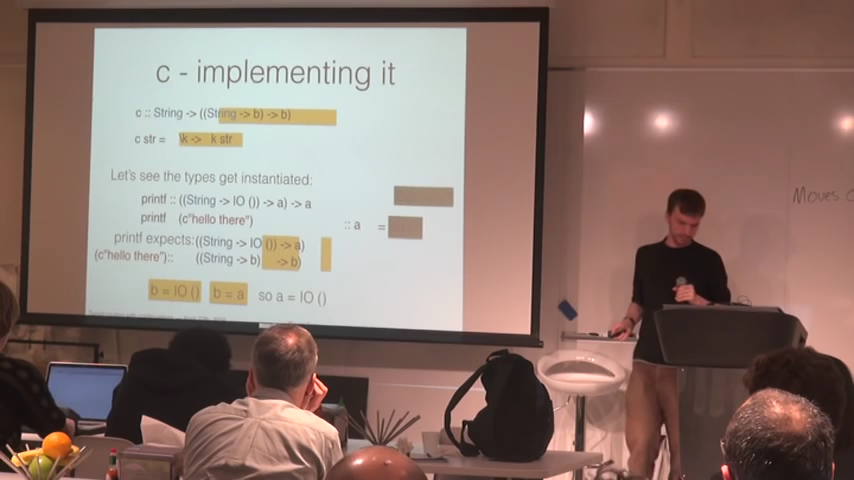 c - implementing it
c :: String -> ((String -> b) -> b)
c str = \k -> k str
Let's see the types get instantiated:
printf :: ((String -> IO ()) -> a) -> a
printf (c"hello there") :: a =
printf expects:((String -> IO ()) -> a)
(c"hello there"):: ((String -> b) -> b)
b = IO () b = a so a = IO ()
Moves